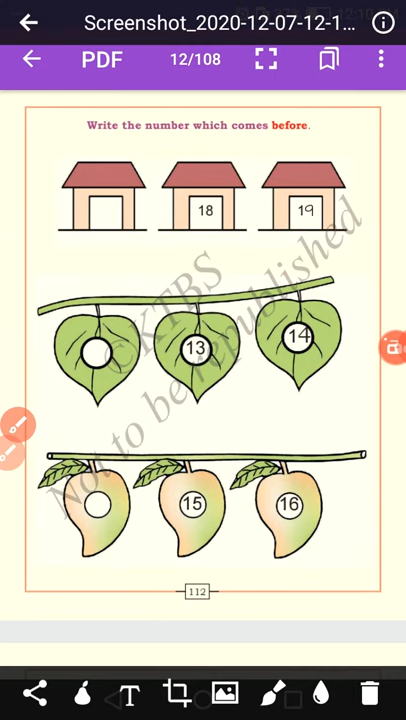 Screenshot_2020-12-07-12-1...
PDF 12/108
Write the number which comes before.
18 19
13 14
15 16
©KTBS
Not to be republished
112
T